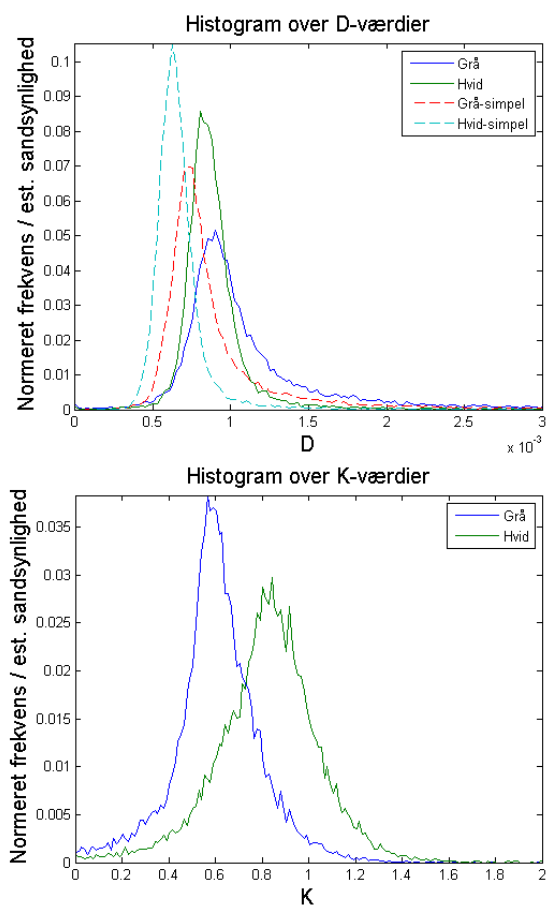 Histogram over D-værdier
Normeret frekvens / est. sandsynlighed
0.1
0.09
0.08
0.07
0.06
0.05
0.04
0.03
0.02
0.01
0
Grå
Hvid
Grå-simpel
Hvid-simpel
0 0.5 1 1.5 2 2.5 3
D
x 10⁻³
Histogram over K-værdier
Normeret frekvens / est. sandsynlighed
0.035
0.03
0.025
0.02
0.015
0.01
0.005
0
Grå
Hvid
0 0.2 0.4 0.6 0.8 1 1.2 1.4 1.6 1.8 2
K